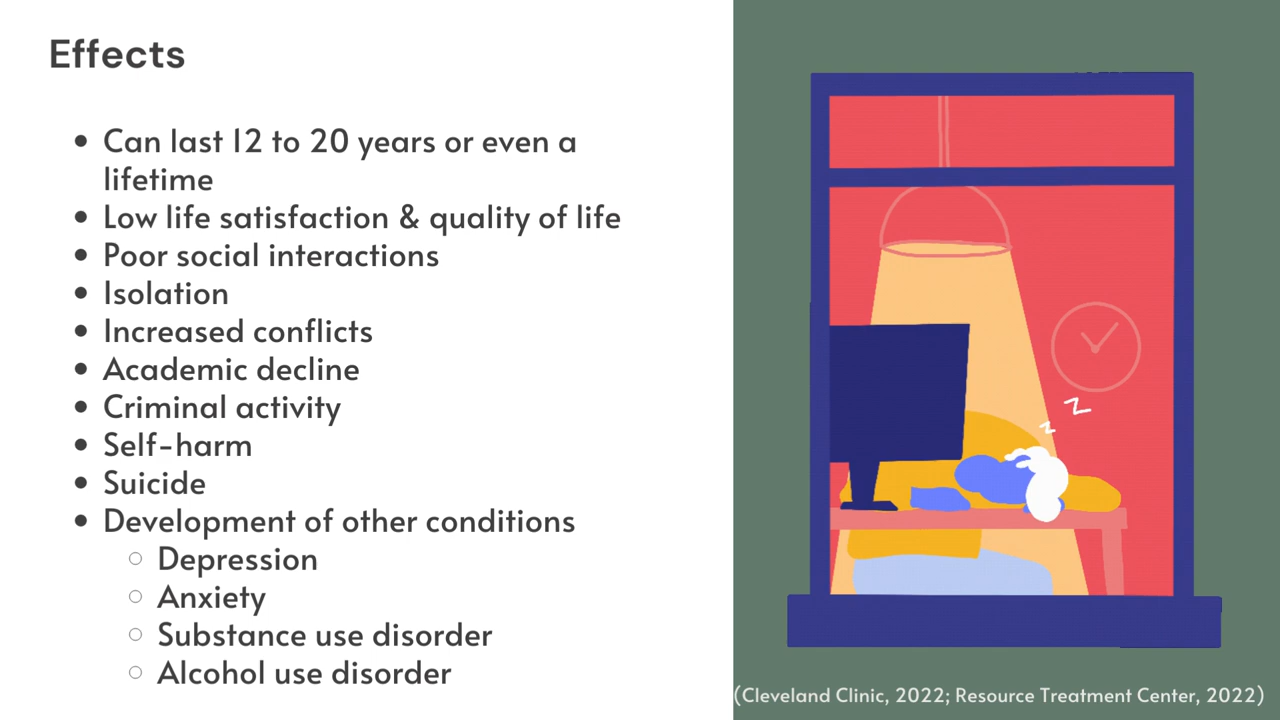 Effects
• Can last 12 to 20 years or even a
lifetime
• Low life satisfaction & quality of life
• Poor social interactions
• Isolation
• Increased conflicts
• Academic decline
• Criminal activity
• Self-harm
• Suicide
• Development of other conditions
○ Depression
○ Anxiety
○ Substance use disorder
○ Alcohol use disorder
z
z
(Cleveland Clinic, 2022; Resource Treatment Center, 2022)